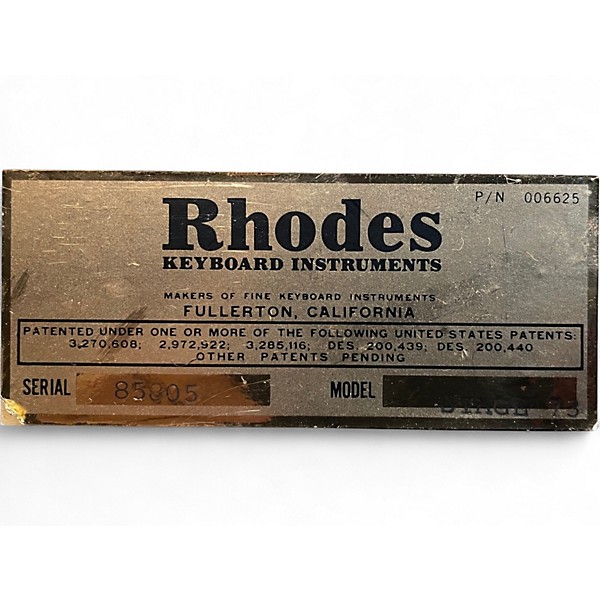 P/N 006625
Rhodes
KEYBOARD INSTRUMENTS
MAKERS OF FINE KEYBOARD INSTRUMENTS
FULLERTON, CALIFORNIA
PATENTED UNDER ONE OR MORE OF THE FOLLOWING UNITED STATES PATENTS:
3,270,608; 2,972,922; 3,285,116; DES. 200,439; DES. 200,440
OTHER PATENTS PENDING
SERIAL 85805 MODEL STAGE 73